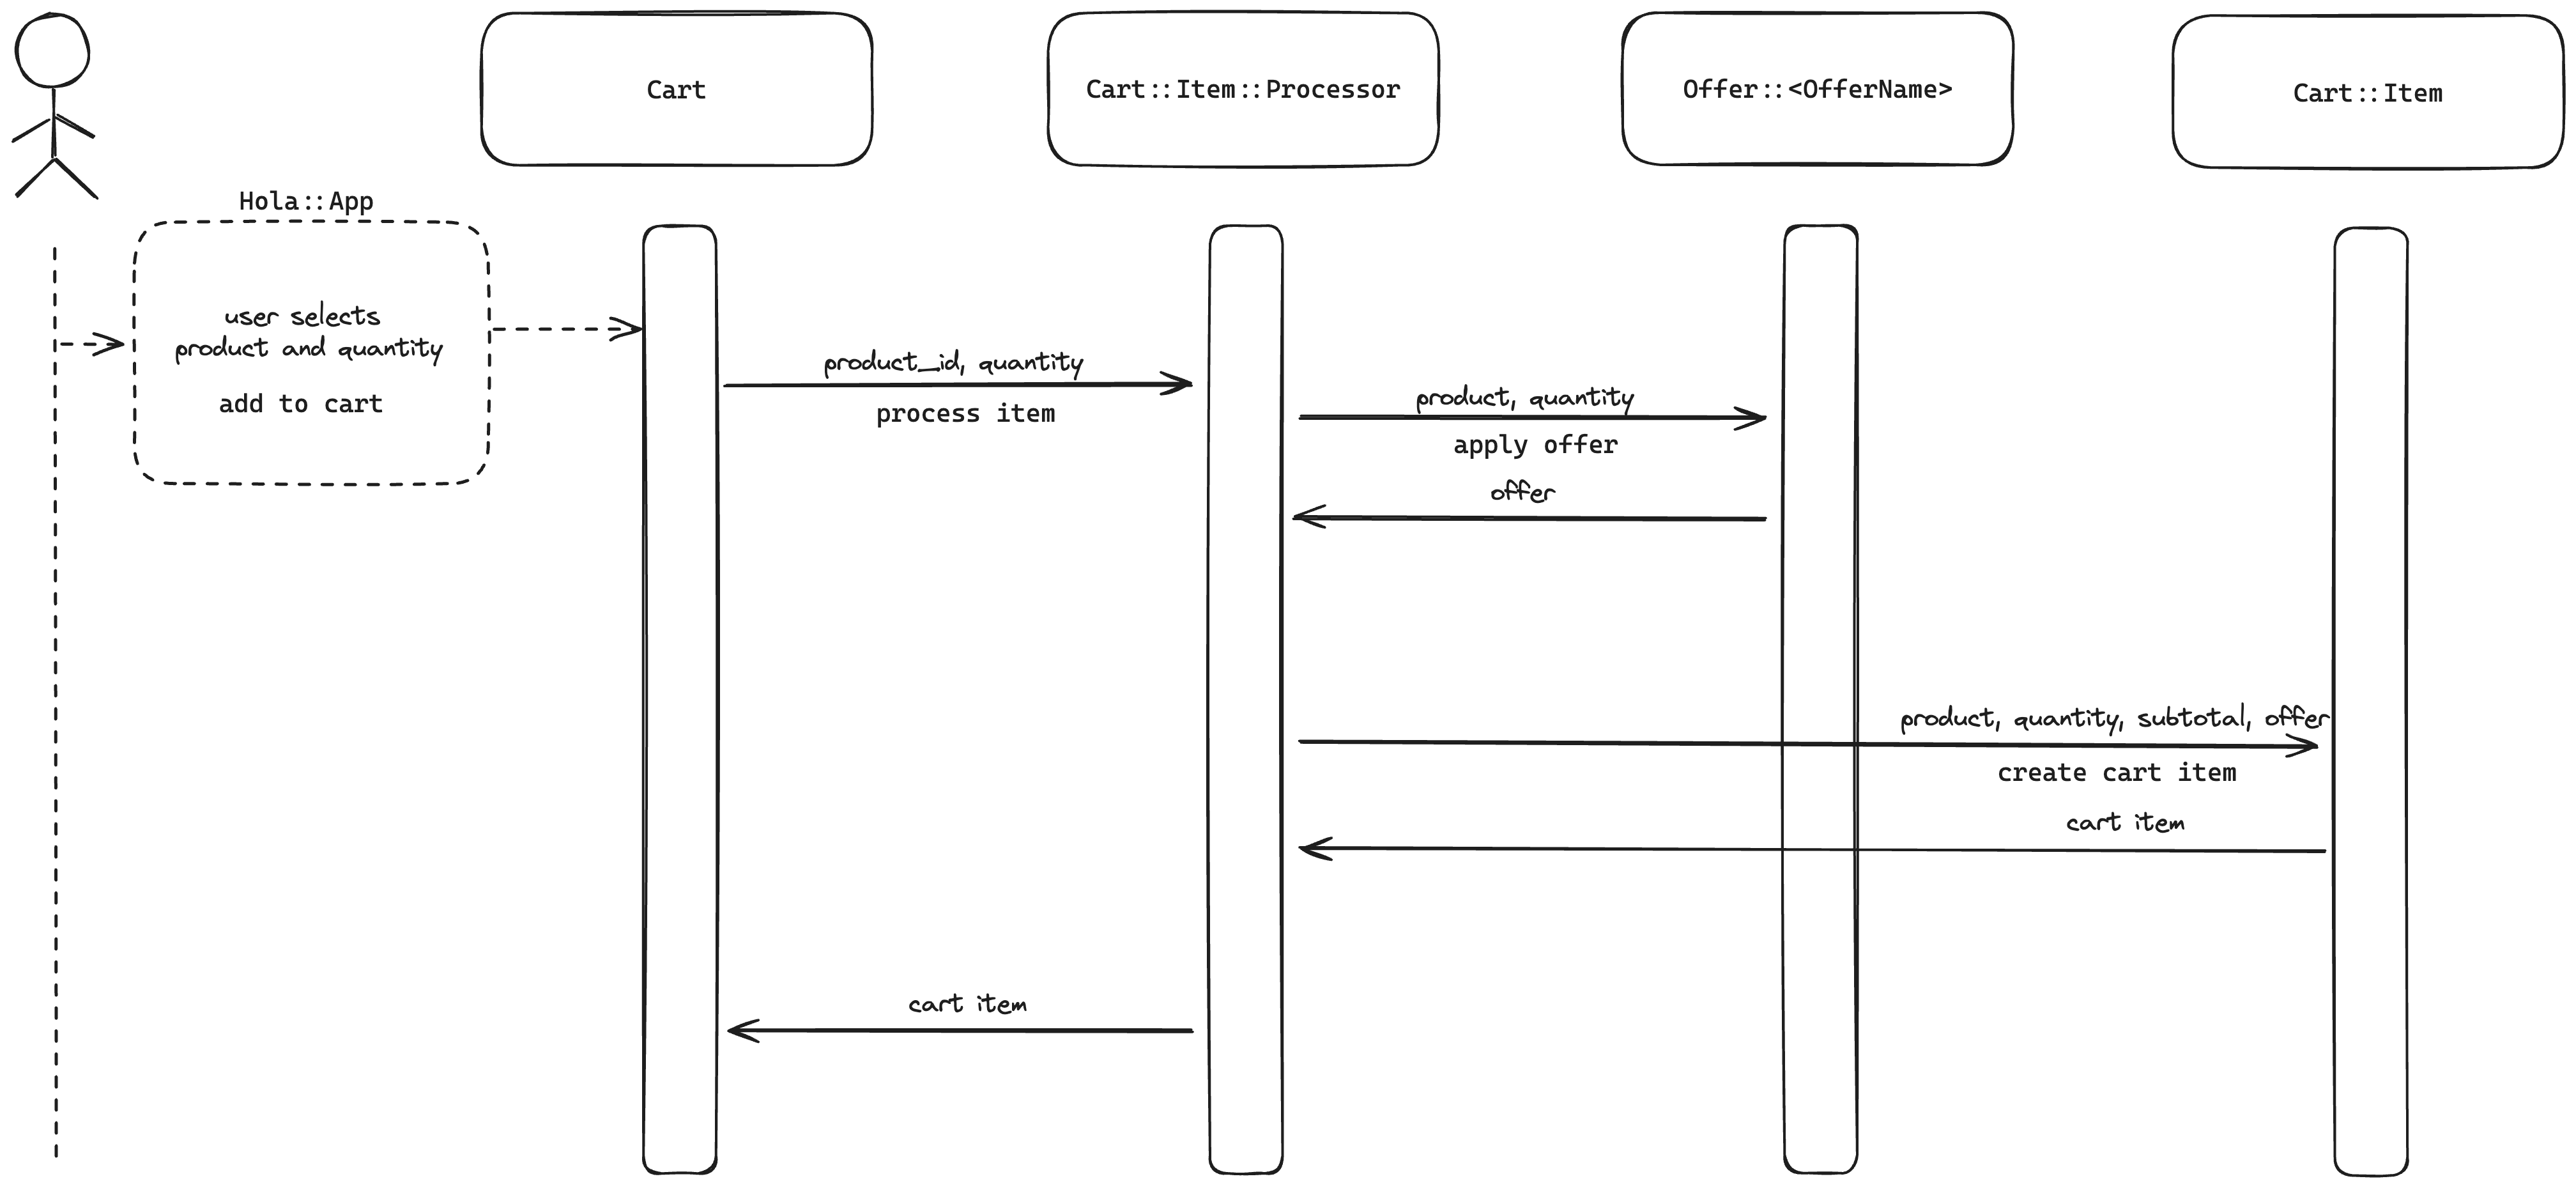 Cart
Cart::Item::Processor
Offer::<OfferName>
Cart::Item
Hola::App
user selects
product and quantity
add to cart
product_id, quantity
process item
product, quantity
apply offer
offer
product, quantity, subtotal, offer
create cart item
cart item
cart item